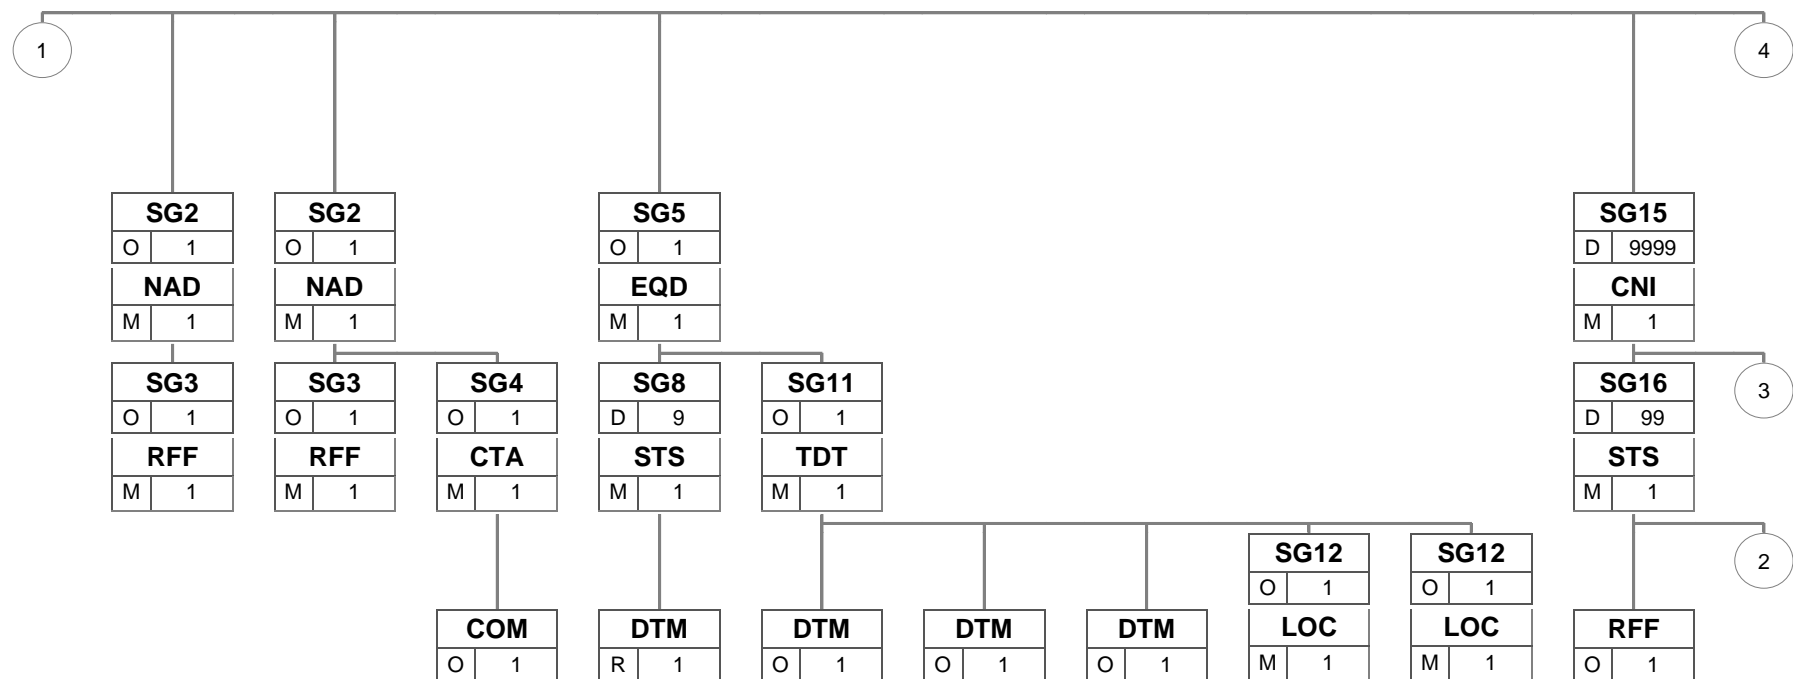 1 4
SG2 SG2 SG5 SG15
O 1 O 1 O 1 D 9999
NAD NAD EQD CNI
M 1 M 1 M 1 M 1
SG3 SG3 SG4 SG8 SG11 SG16 3
O 1 O 1 O 1 D 9 O 1 D 99
RFF RFF CTA STS TDT STS
M 1 M 1 M 1 M 1 M 1 M 1
SG12 SG12 2
O 1 O 1
COM DTM DTM DTM DTM LOC LOC RFF
O 1 R 1 O 1 O 1 O 1 M 1 M 1 O 1